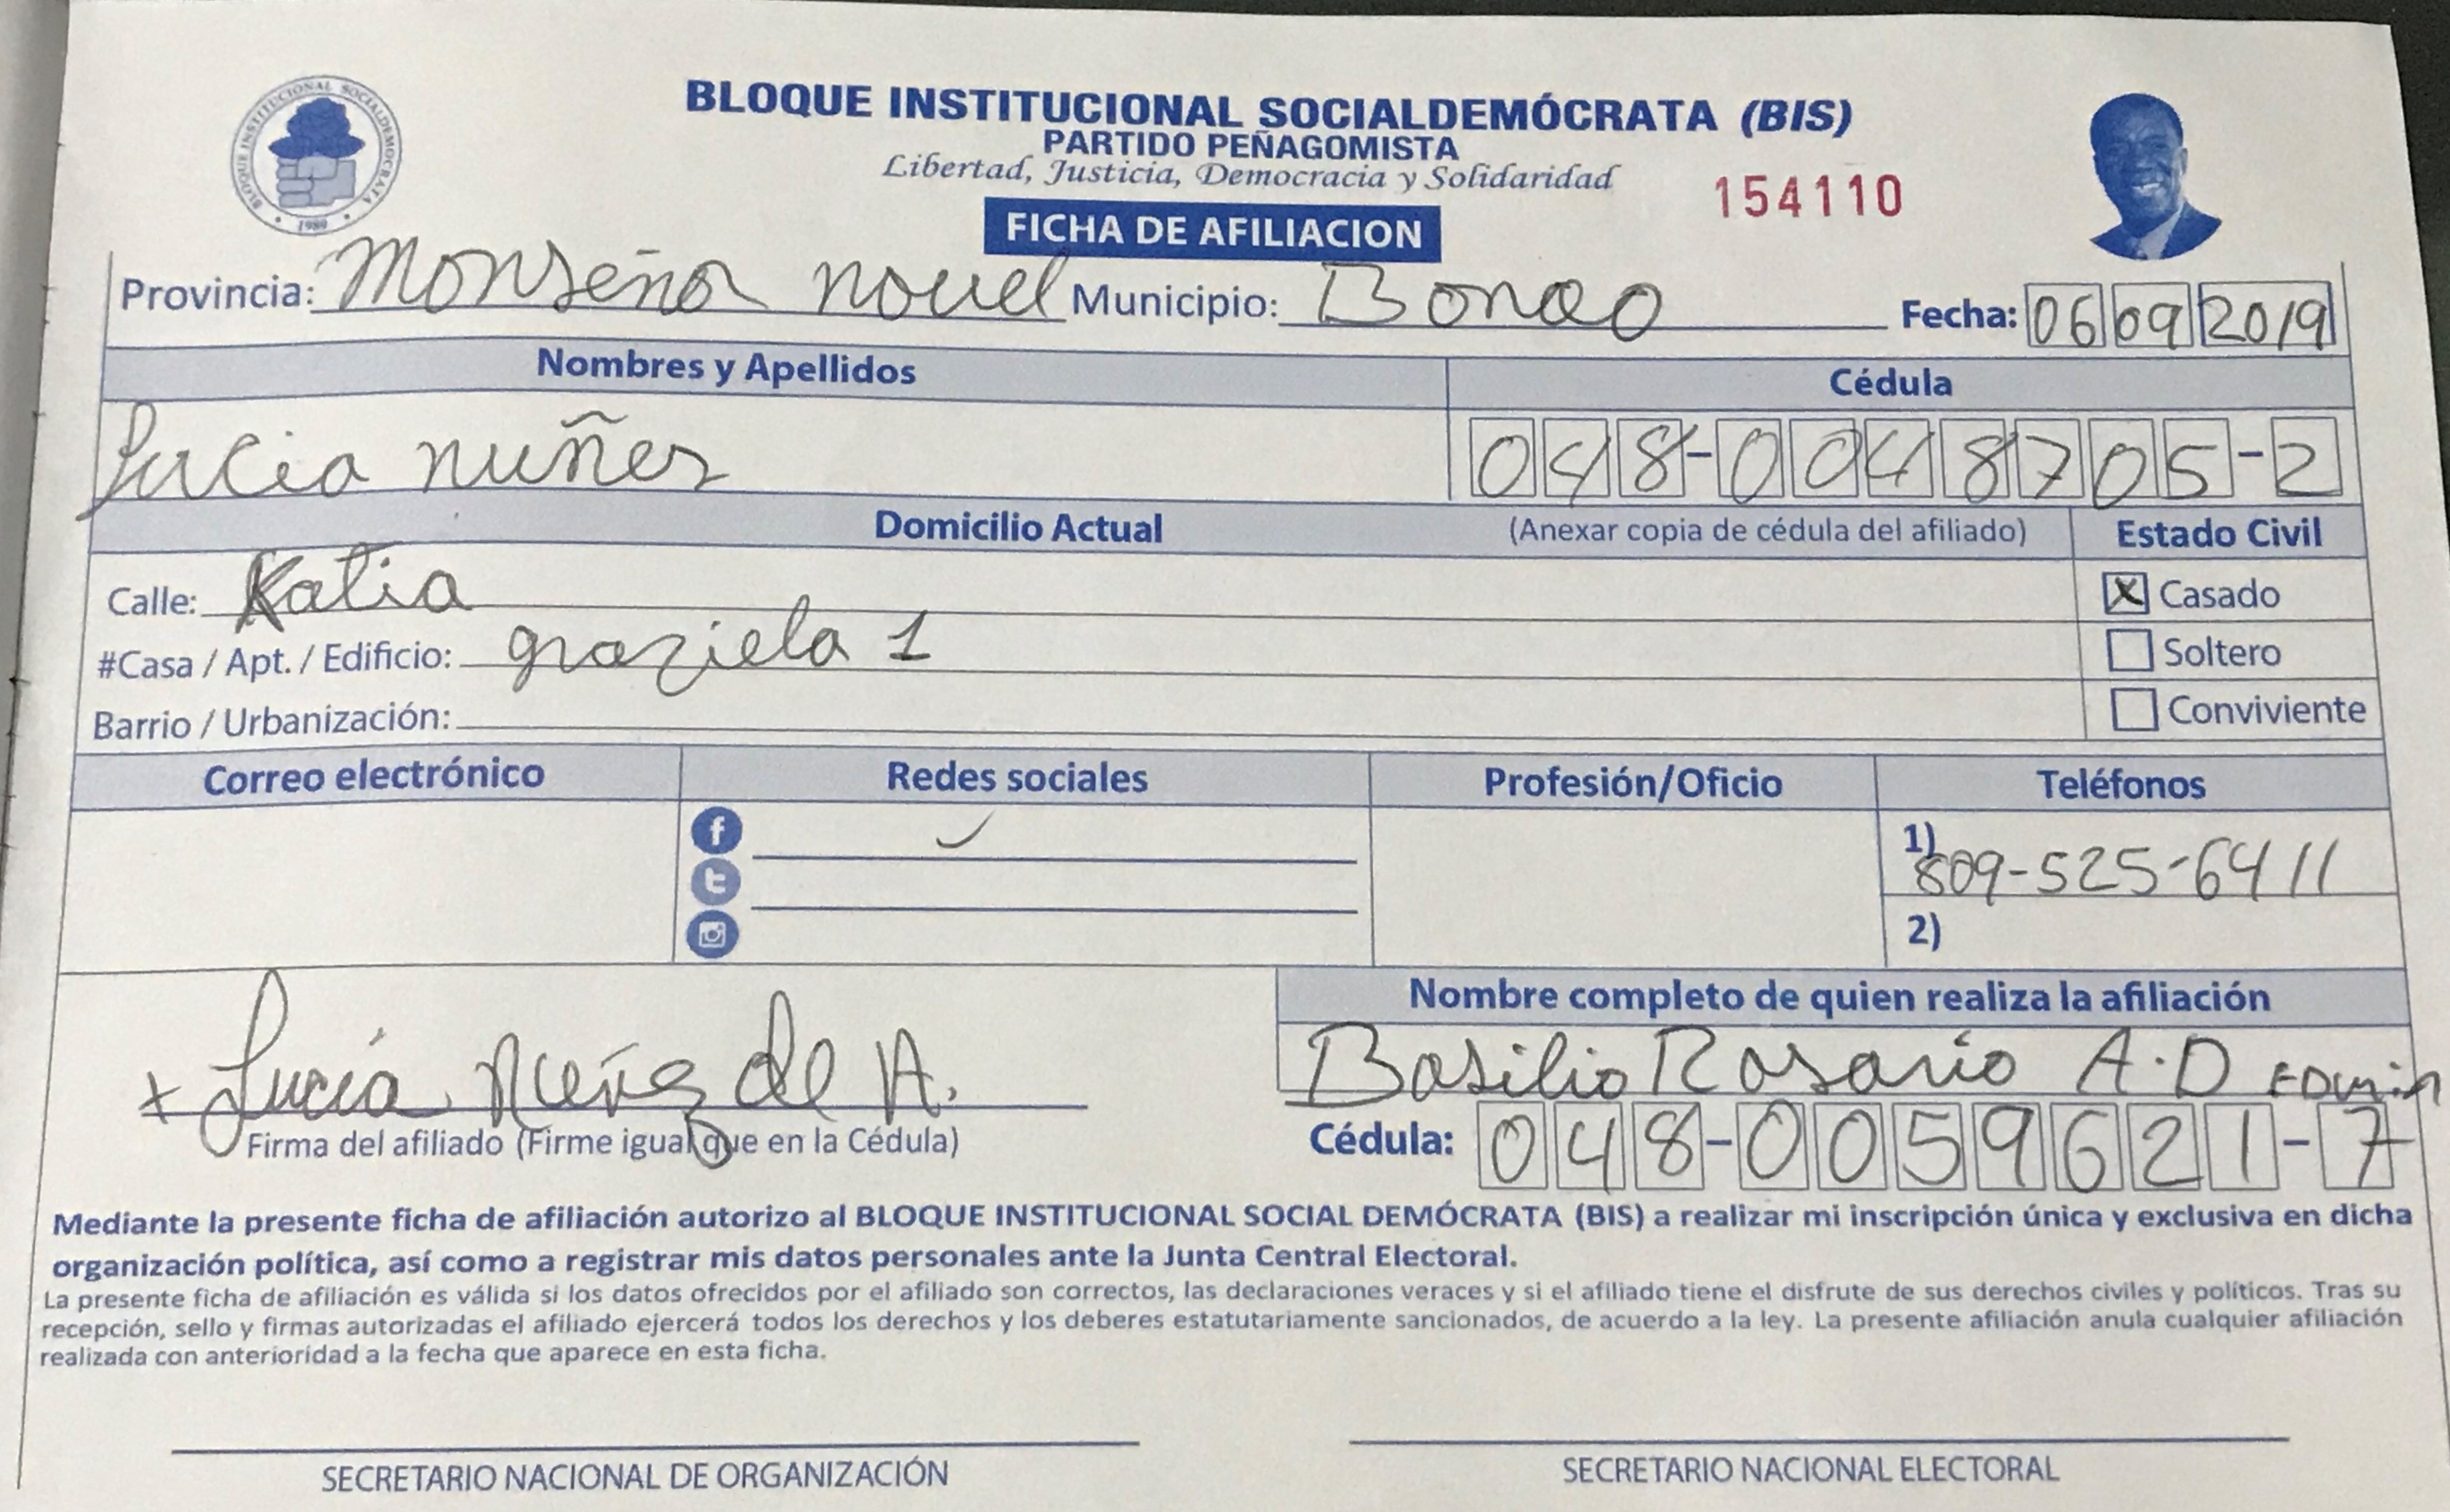 BLOQUE INSTITUCIONAL SOCIALDEMÓCRATA
1989
BLOQUE INSTITUCIONAL SOCIALDEMÓCRATA (BIS)
PARTIDO PEÑAGOMISTA
Libertad, Justicia, Democracia y Solidaridad
154110
FICHA DE AFILIACION
Provincia: Monseñor nouel Municipio: Bonao Fecha: 06 09 2019
Nombres y Apellidos Cédula
Lucia nuñez 048-0048705-2
Domicilio Actual (Anexar copia de cédula del afiliado) Estado Civil
Calle: Katia X Casado
#Casa / Apt. / Edificio: graziela 1 Soltero
Barrio / Urbanización: Conviviente
Correo electrónico Redes sociales Profesión/Oficio Teléfonos
1) 809-525-6411
2)
Nombre completo de quien realiza la afiliación
x Lucía Nuñez de A. Basilio Rosario A.D Edwin
Firma del afiliado (Firme igual que en la Cédula) Cédula: 048-0059621-7
Mediante la presente ficha de afiliación autorizo al BLOQUE INSTITUCIONAL SOCIAL DEMÓCRATA (BIS) a realizar mi inscripción única y exclusiva en dicha
organización política, así como a registrar mis datos personales ante la Junta Central Electoral.
La presente ficha de afiliación es válida si los datos ofrecidos por el afiliado son correctos, las declaraciones veraces y si el afiliado tiene el disfrute de sus derechos civiles y políticos. Tras su
recepción, sello y firmas autorizadas el afiliado ejercerá todos los derechos y los deberes estatutariamente sancionados, de acuerdo a la ley. La presente afiliación anula cualquier afiliación
realizada con anterioridad a la fecha que aparece en esta ficha.
SECRETARIO NACIONAL DE ORGANIZACIÓN SECRETARIO NACIONAL ELECTORAL